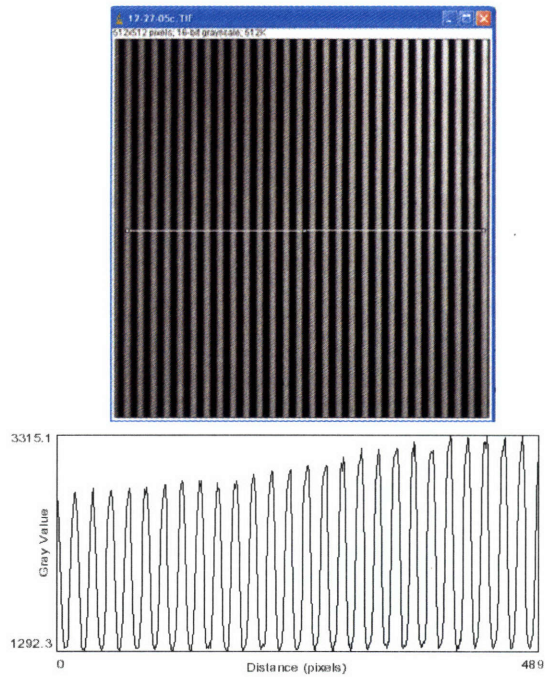 17-27-05c.TIF
512x512 pixels; 16-bit grayscale; 512K
3315.1
Gray Value
1292.3
0
Distance (pixels)
489